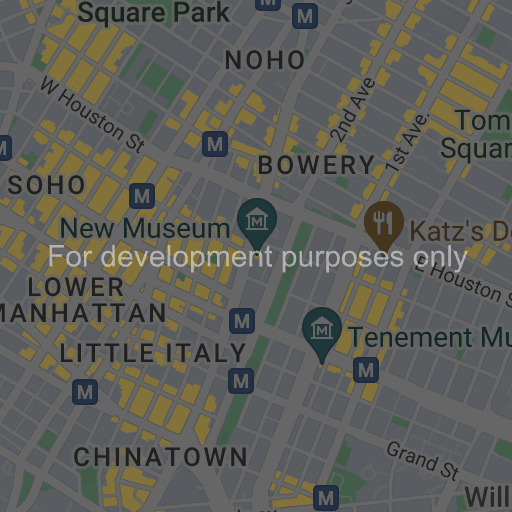 Square Park
M
M
NOHO
W Houston St
2nd Ave
1st Ave.
Tom
Squar
M
M
BOWERY
SOHO
M
New Museum
Katz's De
For development purposes only
E Houston S
LOWER
MANHATTAN
M
Tenement Mu
LITTLE ITALY
M
M
M
CHINATOWN
Grand St
Will
M